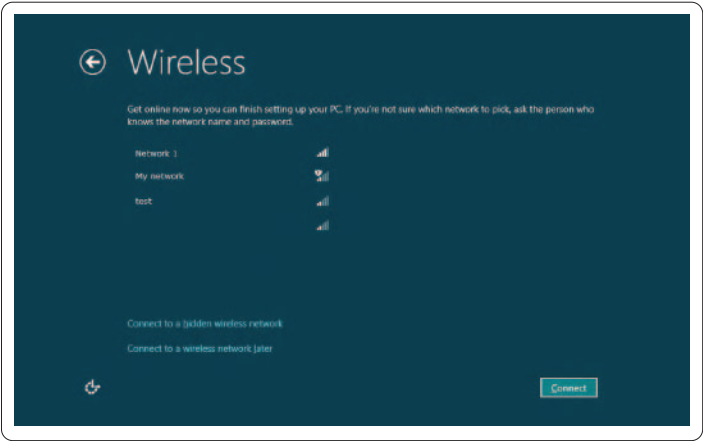 Wireless
Get online now so you can finish setting up your PC. If you're not sure which network to pick, ask the person who
knows the network name and password.
Network 1
My network
test
Connect to a hidden wireless network
Connect to a wireless network later
Connect